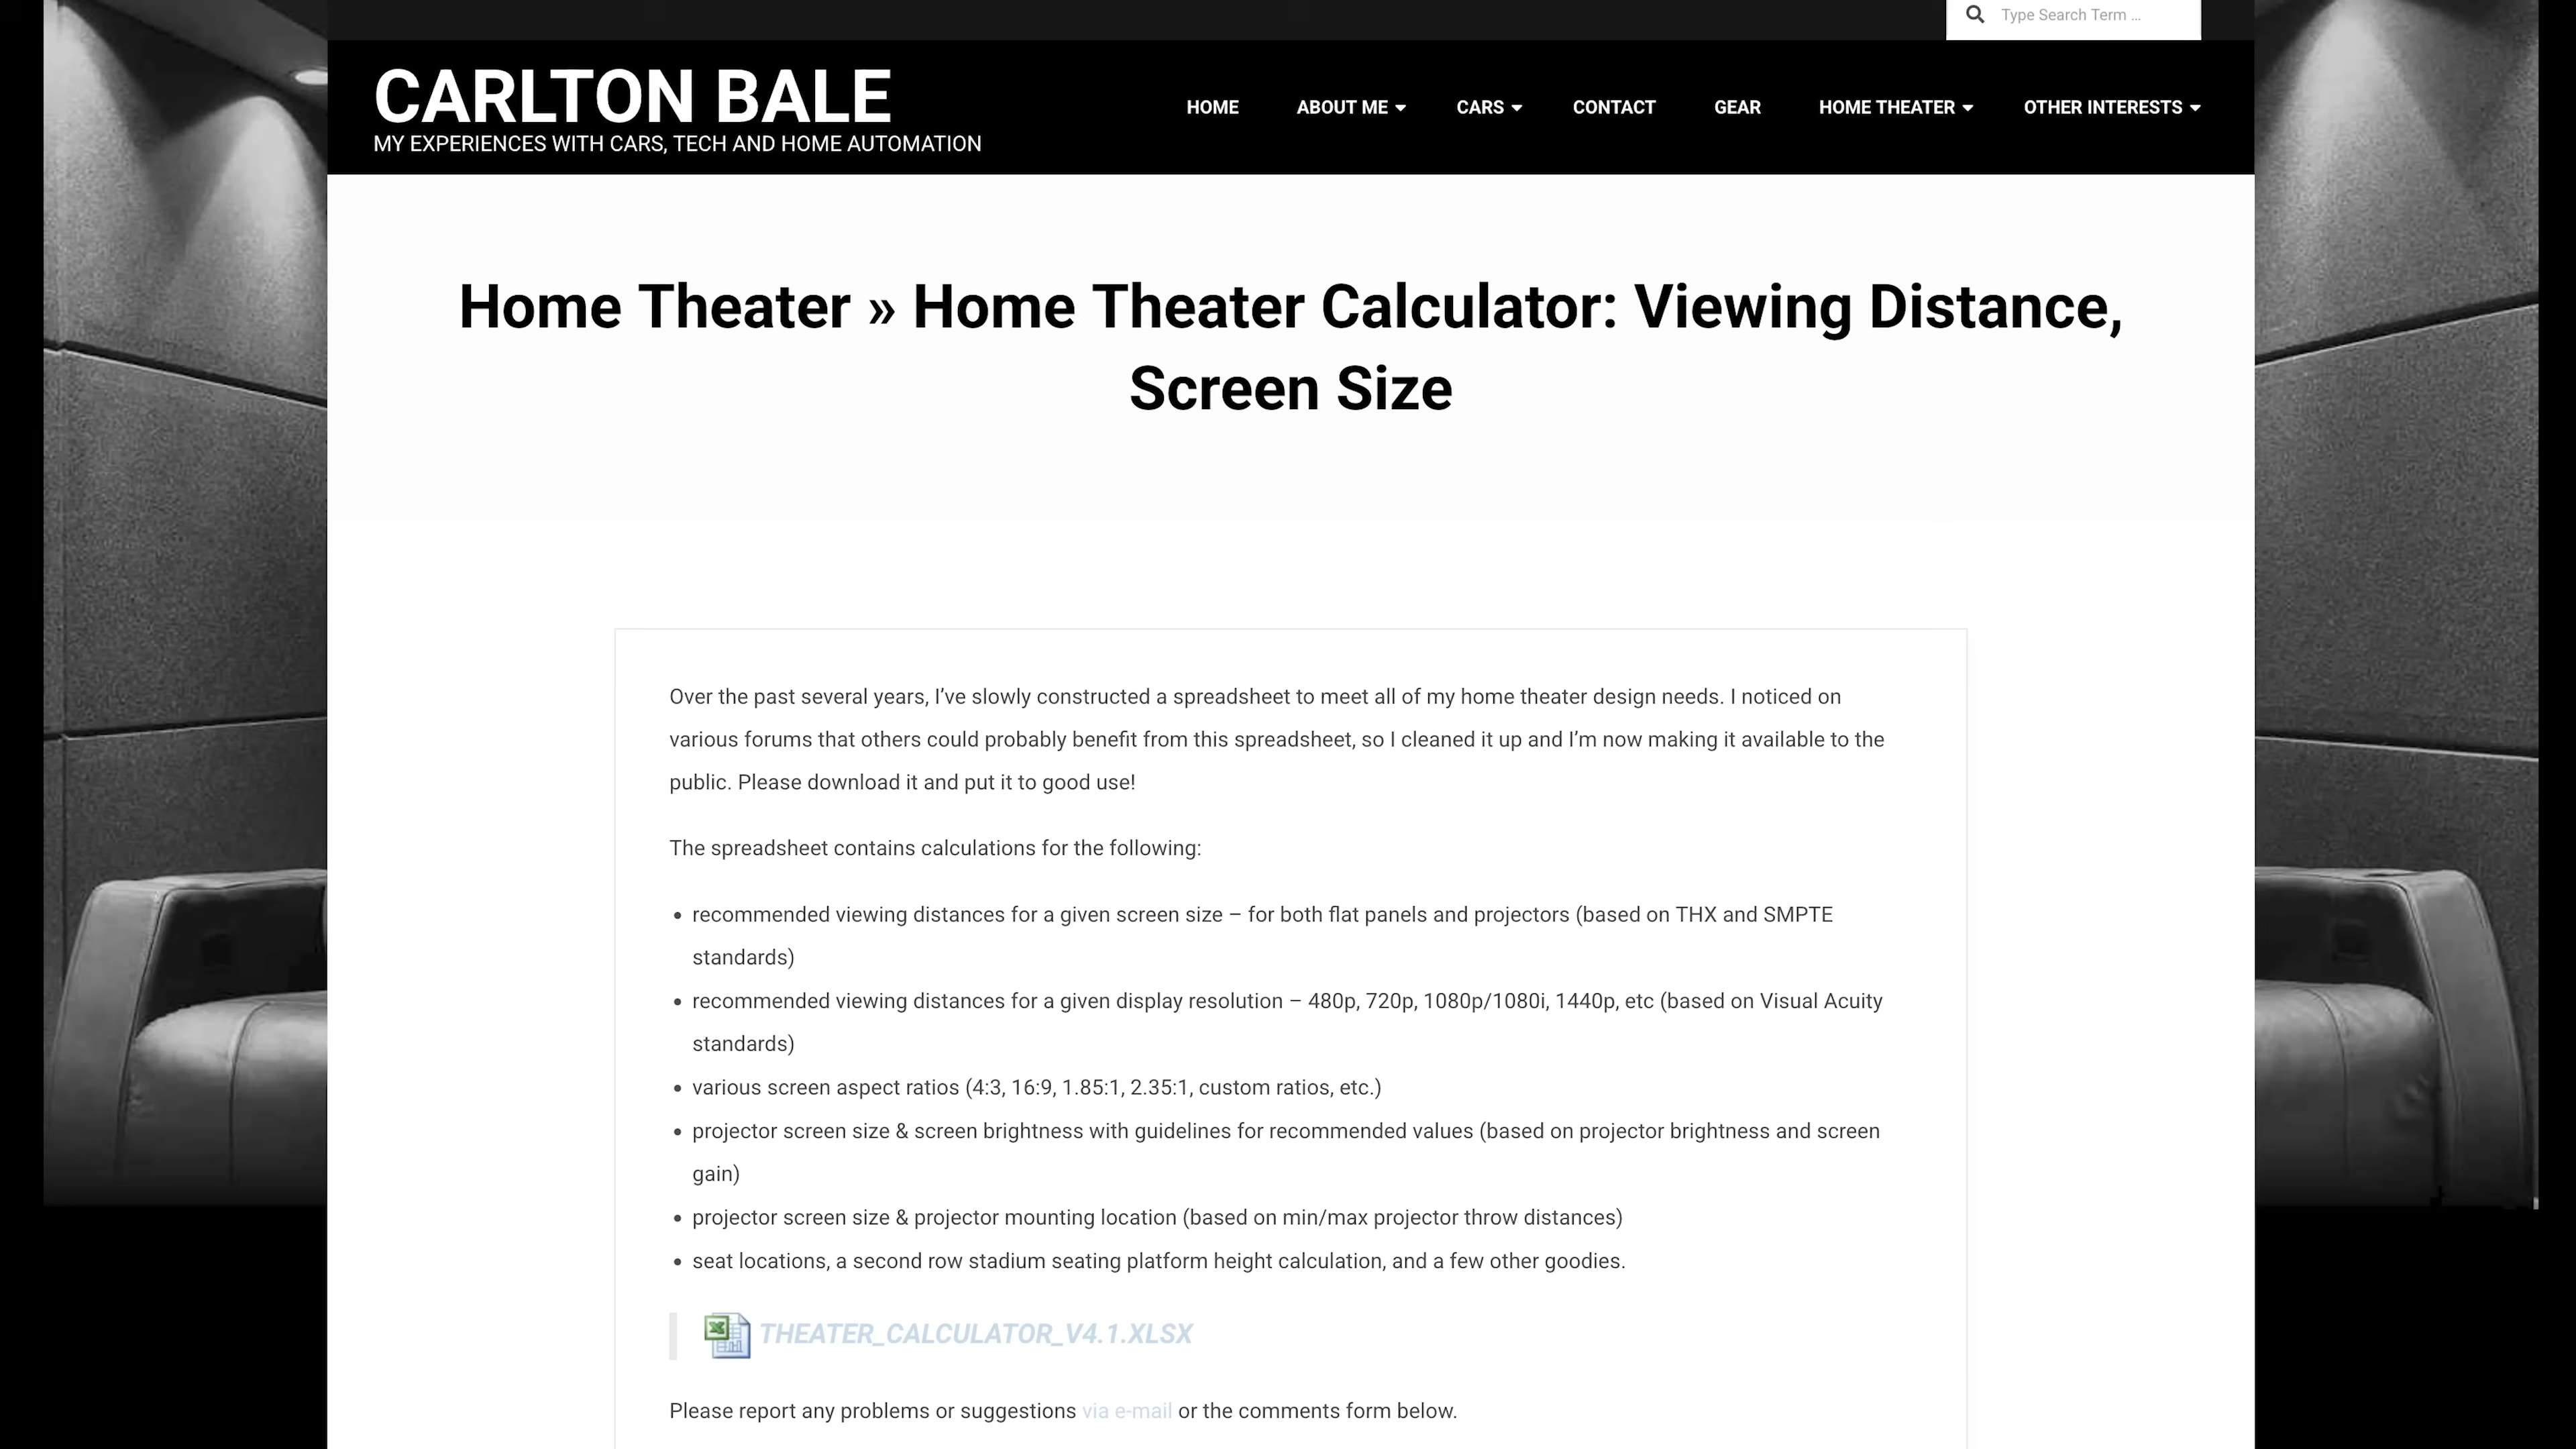 Type Search Term ...
CARLTON BALE
MY EXPERIENCES WITH CARS, TECH AND HOME AUTOMATION
HOME
ABOUT ME
CARS
CONTACT
GEAR
HOME THEATER
OTHER INTERESTS
Home Theater » Home Theater Calculator: Viewing Distance,
Screen Size
Over the past several years, I’ve slowly constructed a spreadsheet to meet all of my home theater design needs. I noticed on
various forums that others could probably benefit from this spreadsheet, so I cleaned it up and I’m now making it available to the
public. Please download it and put it to good use!
The spreadsheet contains calculations for the following:
• recommended viewing distances for a given screen size – for both flat panels and projectors (based on THX and SMPTE
standards)
• recommended viewing distances for a given display resolution – 480p, 720p, 1080p/1080i, 1440p, etc (based on Visual Acuity
standards)
• various screen aspect ratios (4:3, 16:9, 1.85:1, 2.35:1, custom ratios, etc.)
• projector screen size & screen brightness with guidelines for recommended values (based on projector brightness and screen
gain)
• projector screen size & projector mounting location (based on min/max projector throw distances)
• seat locations, a second row stadium seating platform height calculation, and a few other goodies.
THEATER_CALCULATOR_V4.1.XLSX
Please report any problems or suggestions via e-mail or the comments form below.